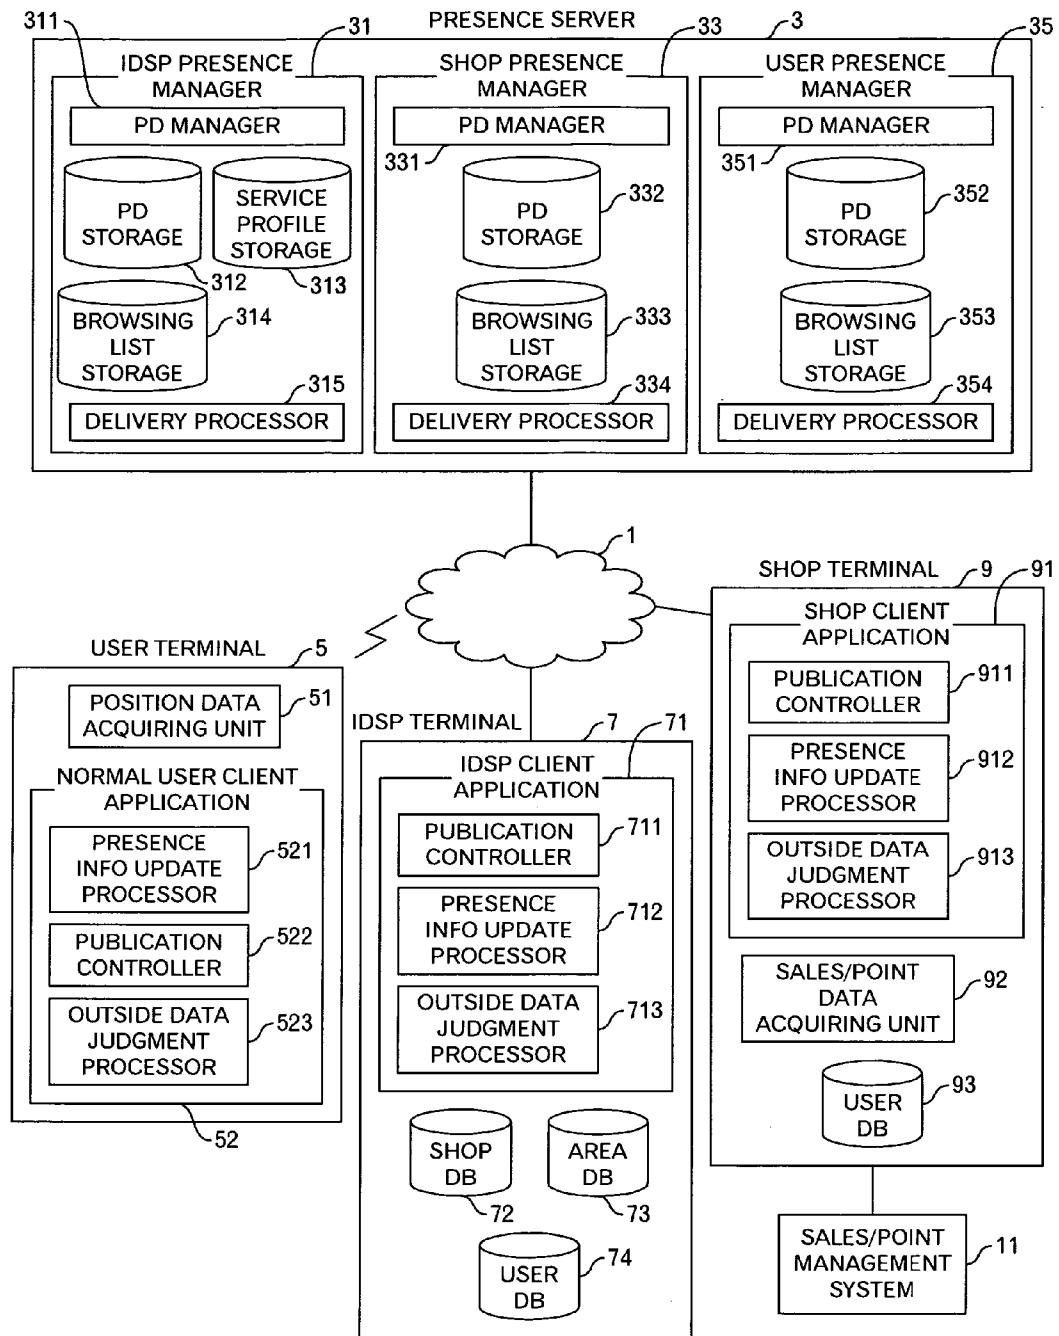 PRESENCE SERVER
3
311
31
33
35
IDSP PRESENCE
MANAGER
SHOP PRESENCE
MANAGER
USER PRESENCE
MANAGER
PD MANAGER
PD MANAGER
331
PD MANAGER
351
PD
STORAGE
312
SERVICE
PROFILE
STORAGE
313
PD
STORAGE
332
PD
STORAGE
352
BROWSING
LIST
STORAGE
314
BROWSING
LIST
STORAGE
333
BROWSING
LIST
STORAGE
353
315
334
354
DELIVERY PROCESSOR
DELIVERY PROCESSOR
DELIVERY PROCESSOR
1
USER TERMINAL
5
POSITION DATA
ACQUIRING UNIT
51
NORMAL USER CLIENT
APPLICATION
PRESENCE
INFO UPDATE
PROCESSOR
521
PUBLICATION
CONTROLLER
522
OUTSIDE DATA
JUDGMENT
PROCESSOR
523
52
IDSP TERMINAL
7
71
IDSP CLIENT
APPLICATION
PUBLICATION
CONTROLLER
711
PRESENCE
INFO UPDATE
PROCESSOR
712
OUTSIDE DATA
JUDGMENT
PROCESSOR
713
SHOP
DB
72
AREA
DB
73
USER
DB
74
SHOP TERMINAL
9
91
SHOP CLIENT
APPLICATION
PUBLICATION
CONTROLLER
911
PRESENCE
INFO UPDATE
PROCESSOR
912
OUTSIDE DATA
JUDGMENT
PROCESSOR
913
SALES/POINT
DATA
ACQUIRING UNIT
92
USER
DB
93
SALES/POINT
MANAGEMENT
SYSTEM
11